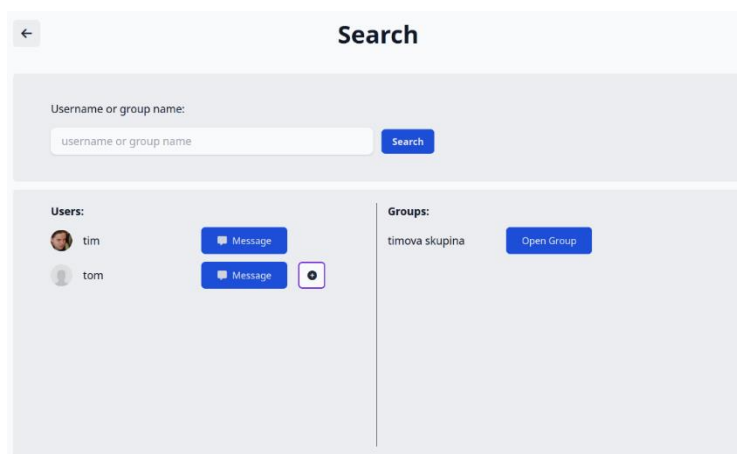 Search
Username or group name:
username or group name
Search
Users:
tim
Message
tom
Message
Groups:
timova skupina
Open Group